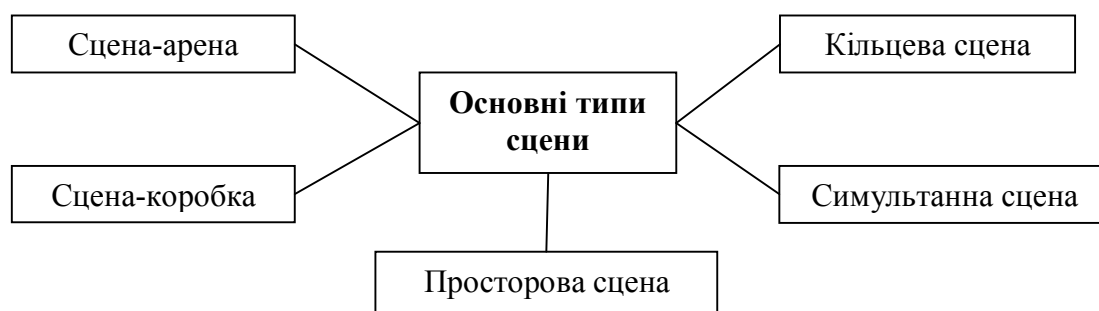 Сцена-арена
Кільцева сцена
Основні типи
сцени
Сцена-коробка
Симультанна сцена
Просторова сцена